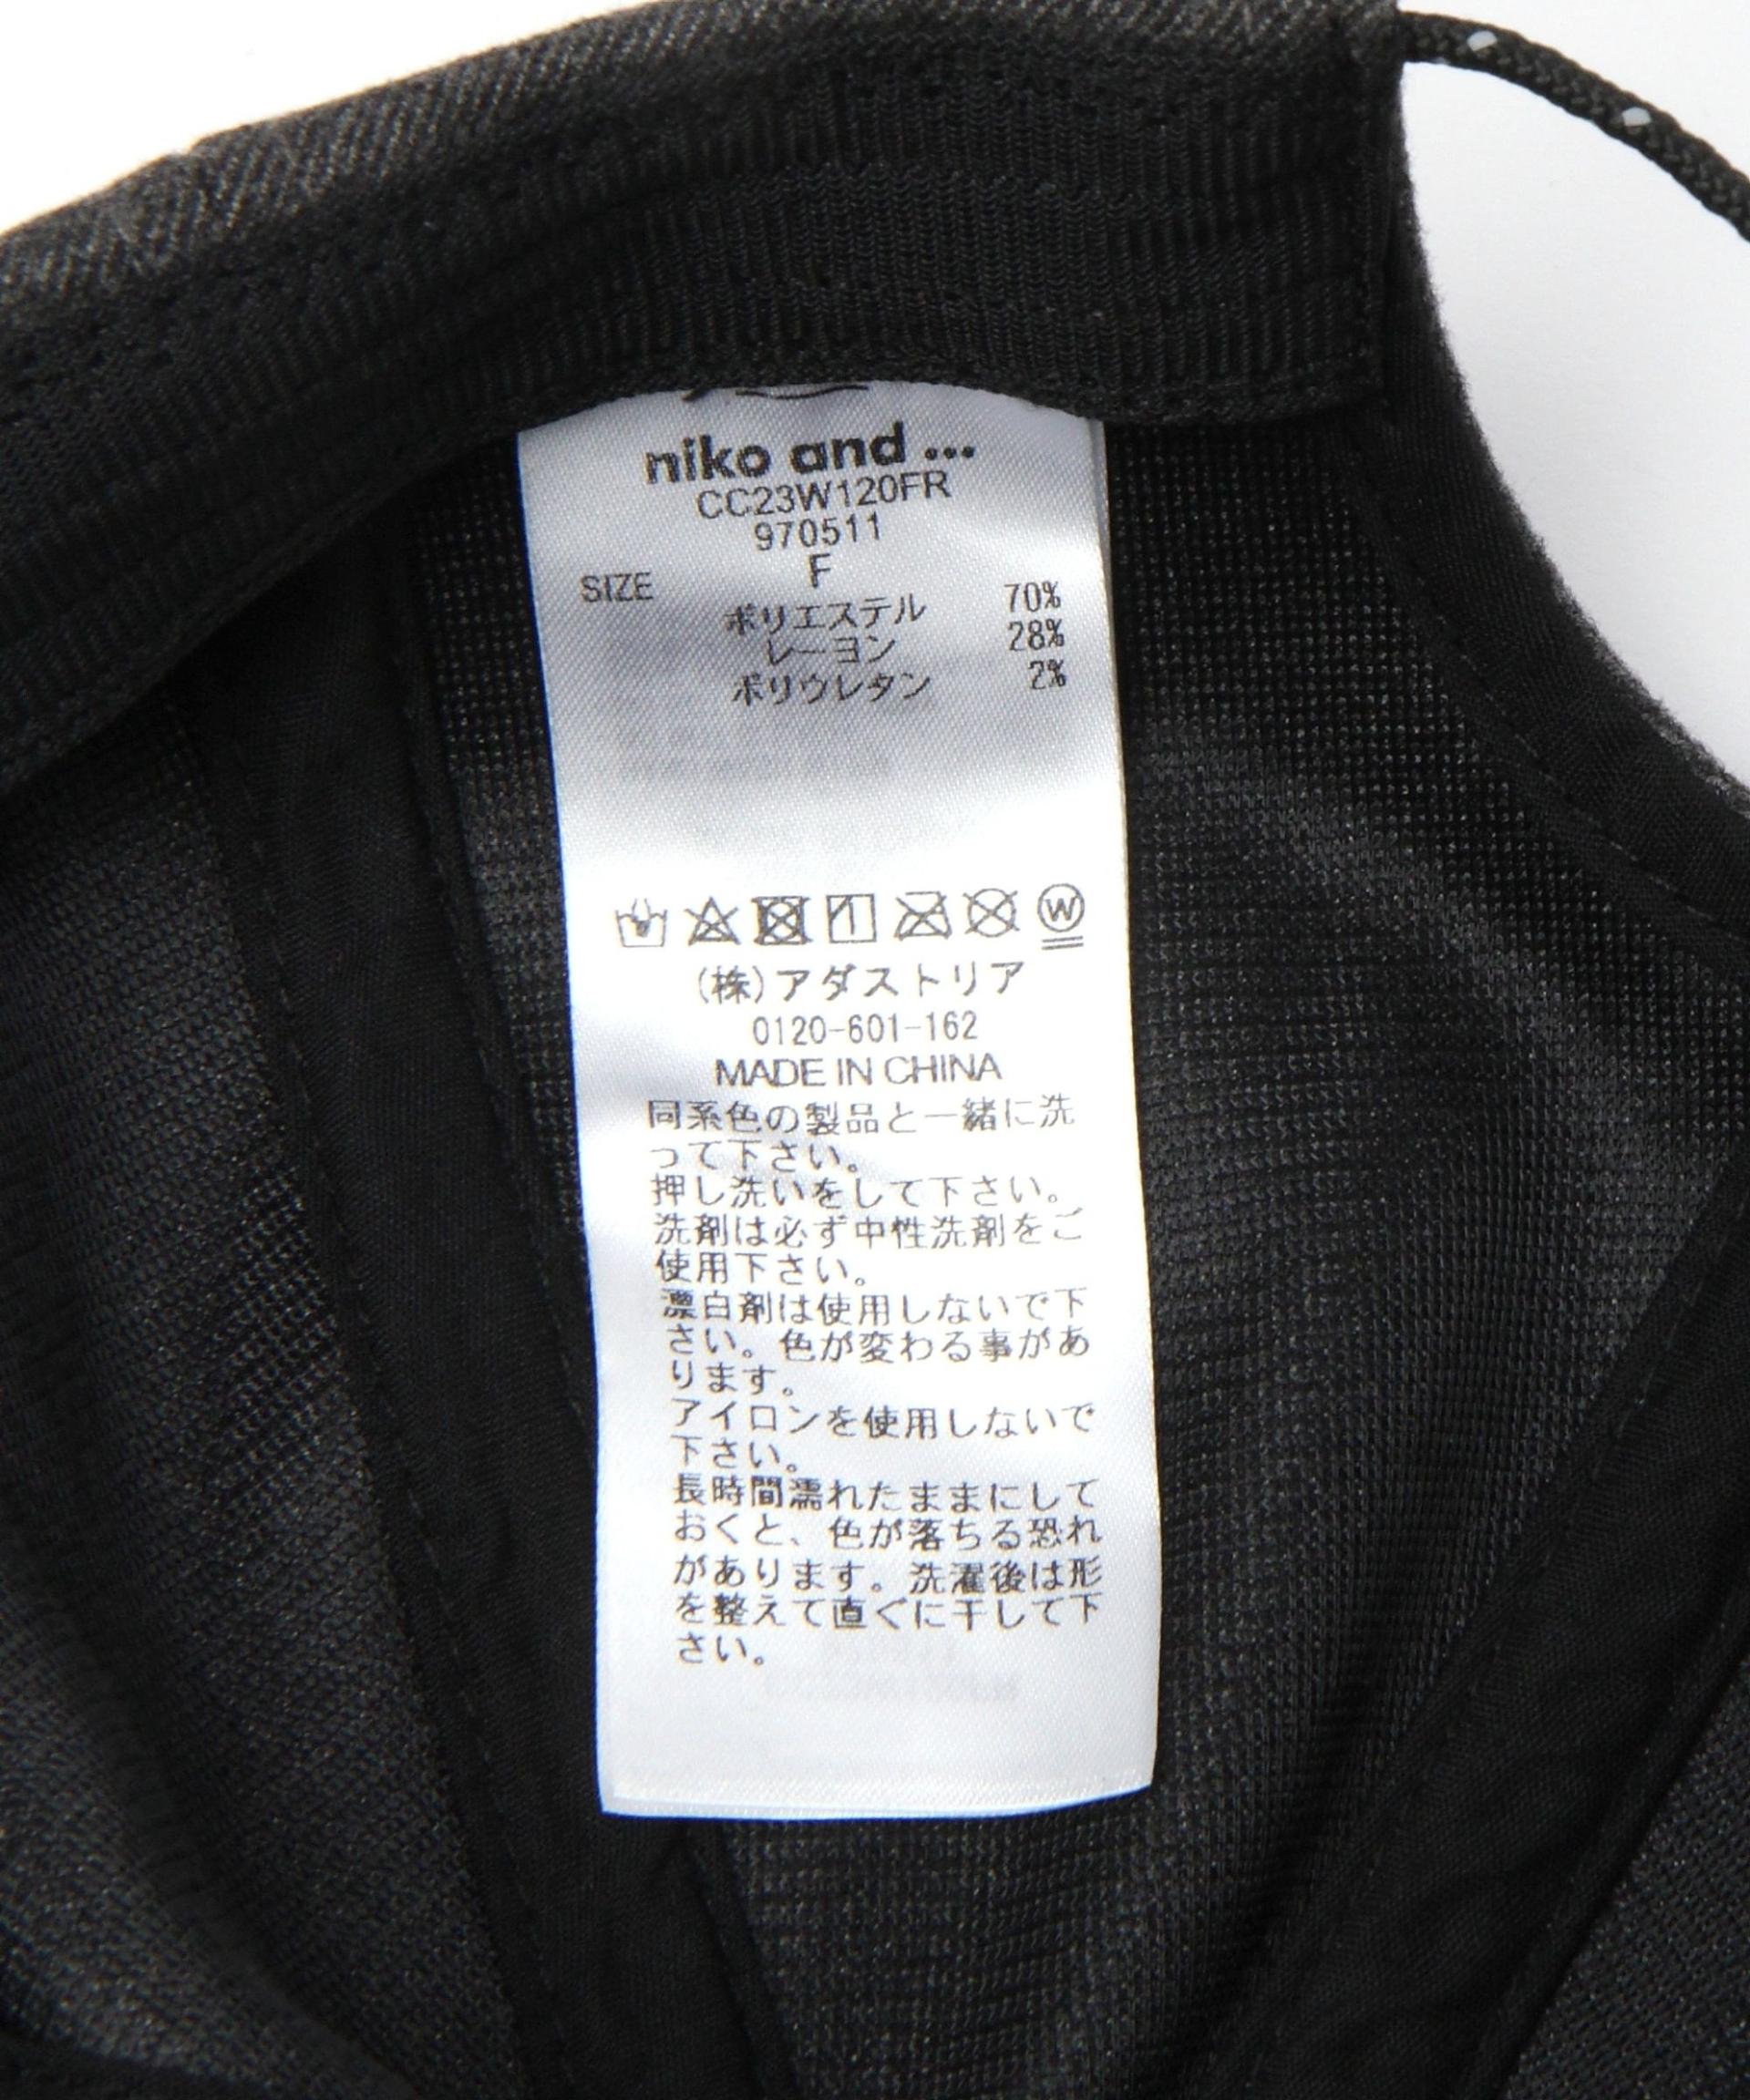 niko and ...
CC23W120FR
970511
SIZE F
ポリエステル 70%
レーヨン 28%
ポリウレタン 2%
W
(株)アダストリア
0120-601-162
MADE IN CHINA
同系色の製品と一緒に洗
って下さい。
押し洗いをして下さい。
洗剤は必ず中性洗剤をご
使用下さい。
漂白剤は使用しないで下
さい。色が変わる事があ
ります。
アイロンを使用しないで
下さい。
長時間濡れたままにして
おくと、色が落ちる恐れ
があります。洗濯後は形
を整えて直ぐに干して下
さい。